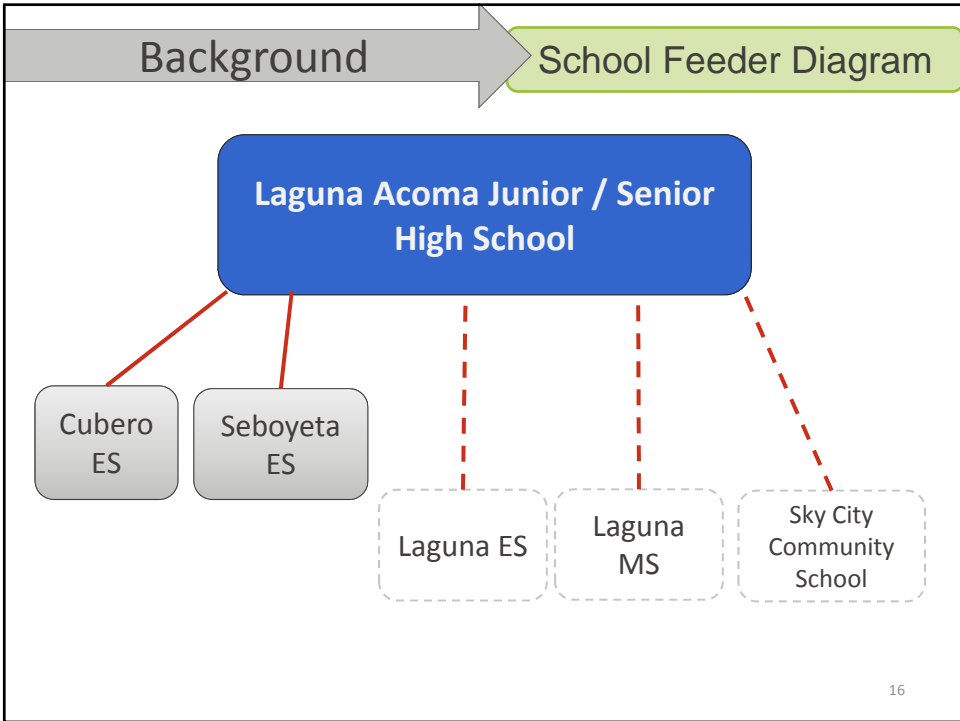 Background
School Feeder Diagram
Laguna Acoma Junior / Senior
High School
Cubero
ES
Seboyeta
ES
Laguna ES
Laguna
MS
Sky City
Community
School
16